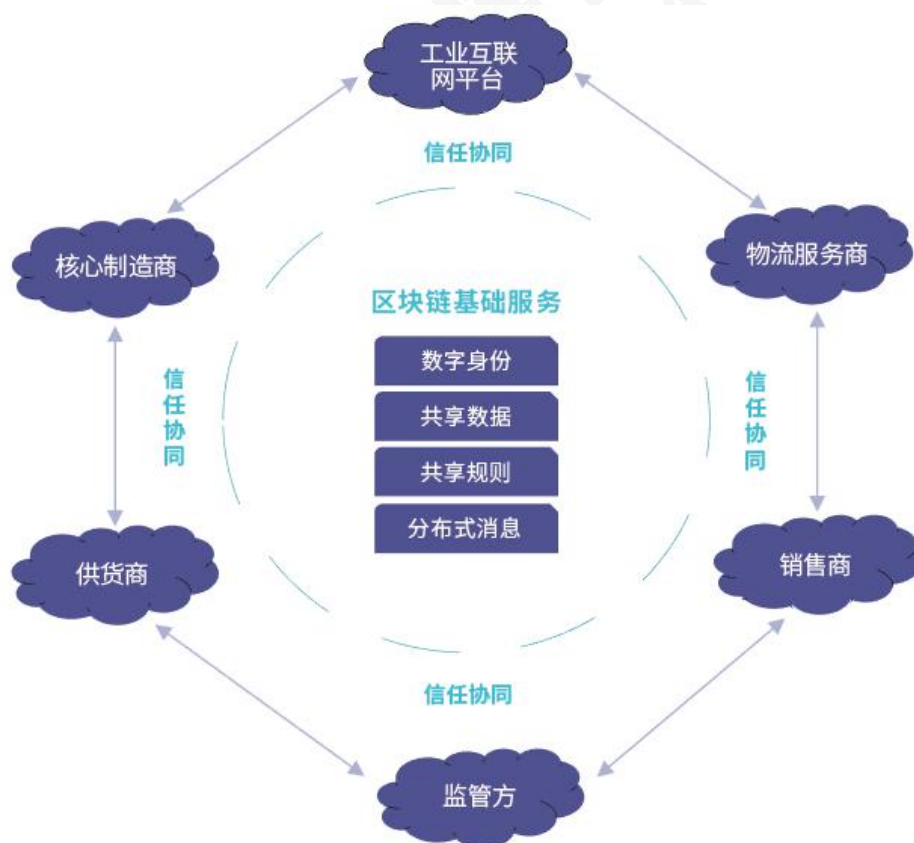 工业互联
网平台
信任协同
核心制造商
物流服务商
区块链基础服务
数字身份
共享数据
共享规则
分布式消息
信任协同
信任协同
供货商
销售商
信任协同
监管方